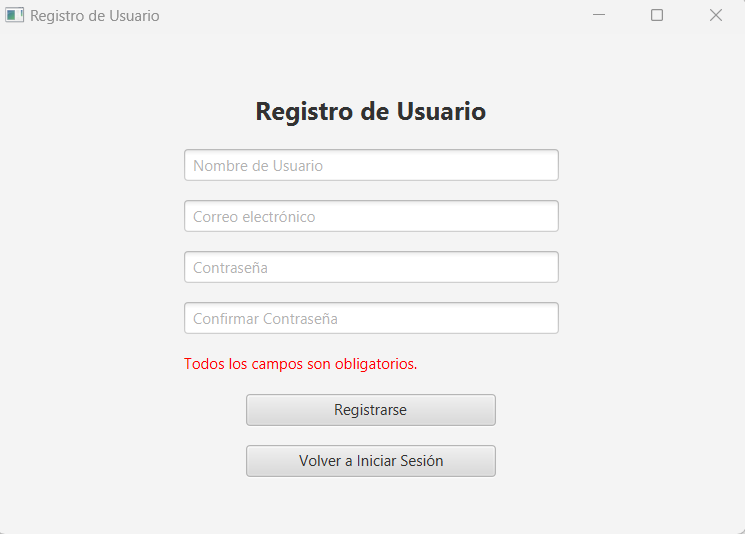 Registro de Usuario
Registro de Usuario
Nombre de Usuario
Correo electrónico
Contraseña
Confirmar Contraseña
Todos los campos son obligatorios.
Registrarse
Volver a Iniciar Sesión